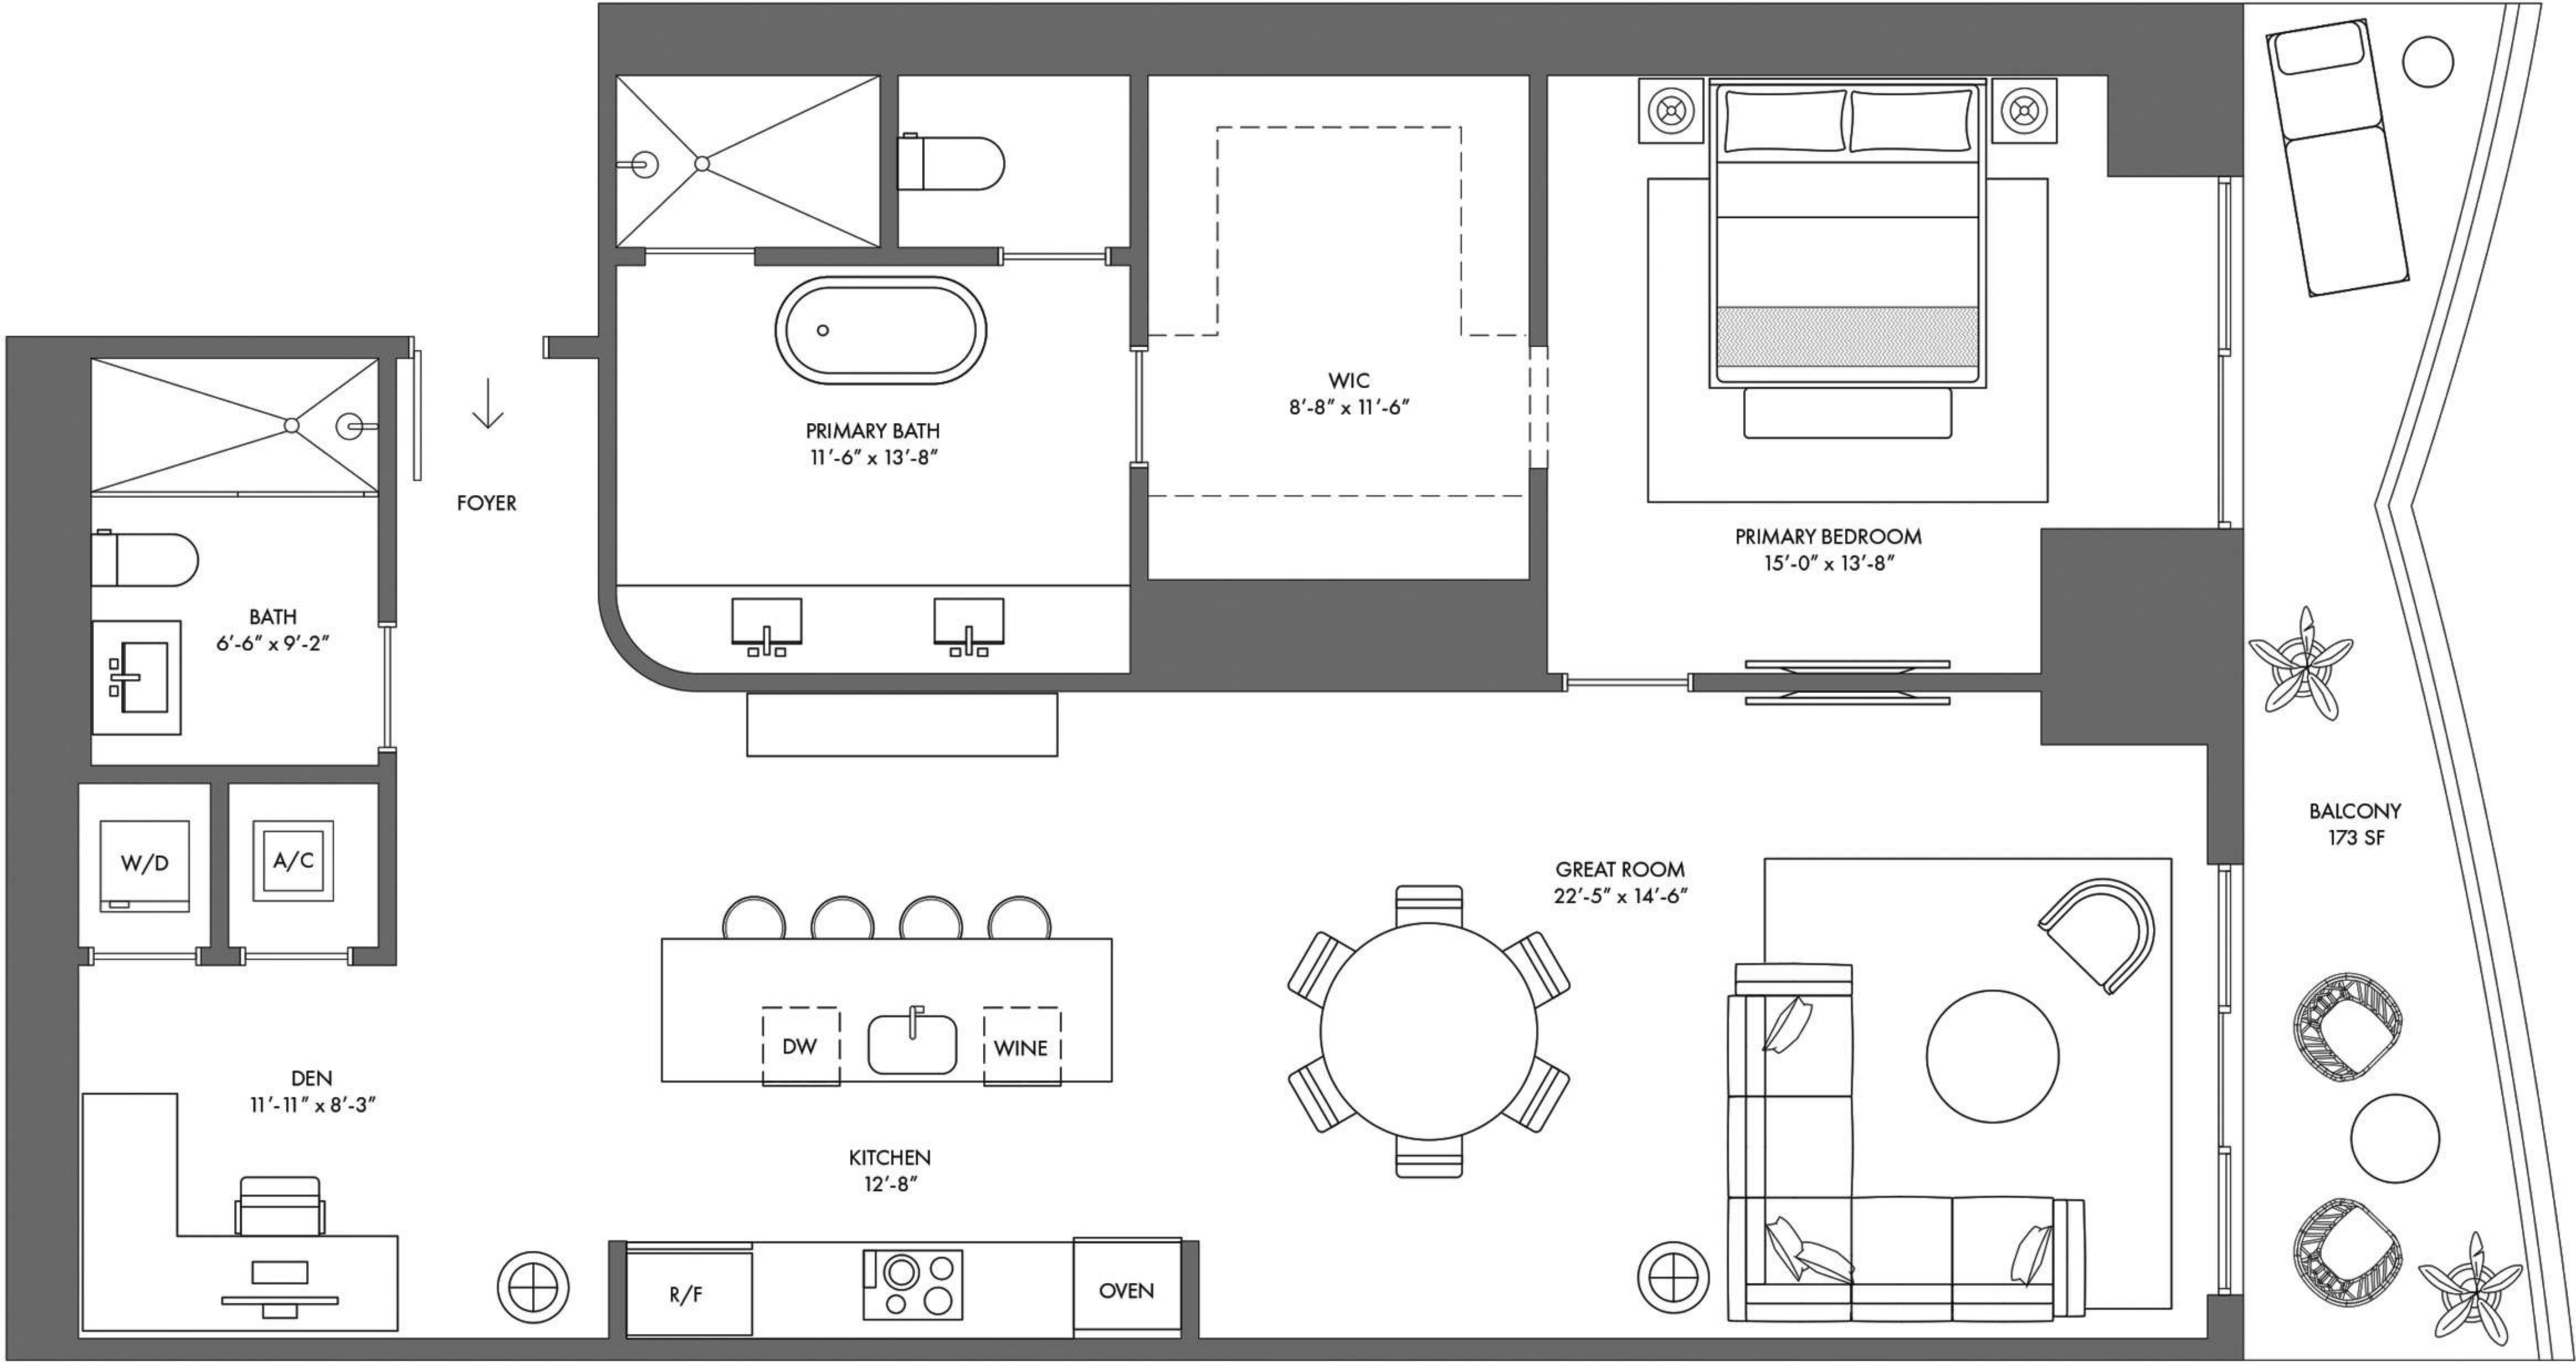 WIC
8'-8" x 11'-6"
PRIMARY BATH
11'-6" x 13'-8"
FOYER
PRIMARY BEDROOM
15'-0" x 13'-8"
BATH
6'-6" x 9'-2"
BALCONY
173 SF
W/D
A/C
GREAT ROOM
22'-5" x 14'-6"
DW
WINE
DEN
11'-11" x 8'-3"
KITCHEN
12'-8"
R/F
OVEN